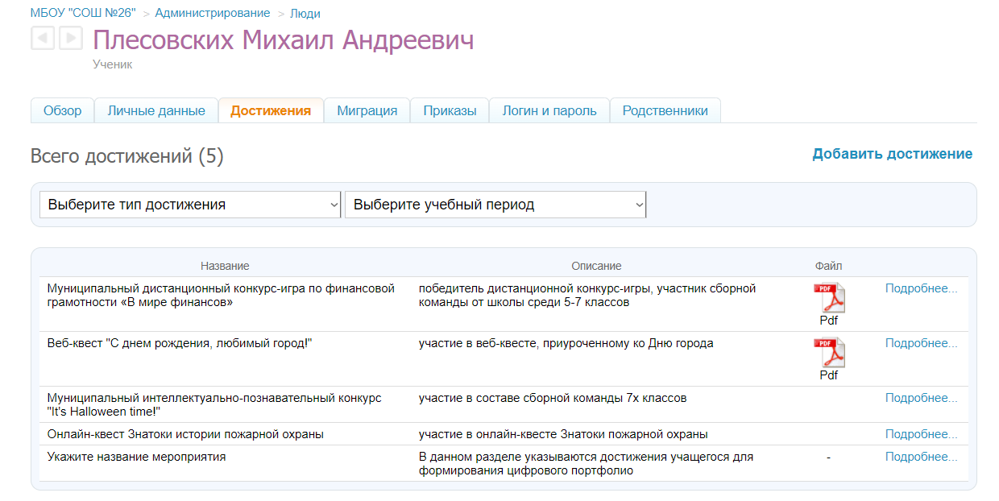 МБОУ "СОШ №26" > Администрирование > Люди
Плесовских Михаил Андреевич
Ученик
Обзор Личные данные Достижения Миграция Приказы Логин и пароль Родственники
Всего достижений (5) Добавить достижение
Выберите тип достижения Выберите учебный период
Название Описание Файл
Муниципальный дистанционный конкурс-игра по финансовой
грамотности «В мире финансов»
победитель дистанционной конкурс-игры, участник сборной
команды от школы среди 5-7 классов
PDF
Pdf
Подробнее...
Веб-квест "С днем рождения, любимый город!"
участие в веб-квесте, приуроченному ко Дню города
PDF
Pdf
Подробнее...
Муниципальный интеллектуально-познавательный конкурс
"It's Halloween time!"
участие в составе сборной команды 7х классов
Подробнее...
Онлайн-квест Знатоки истории пожарной охраны
участие в онлайн-квесте Знатоки пожарной охраны
Подробнее...
Укажите название мероприятия
В данном разделе указываются достижения учащегося для
формирования цифрового портфолио
-
Подробнее...